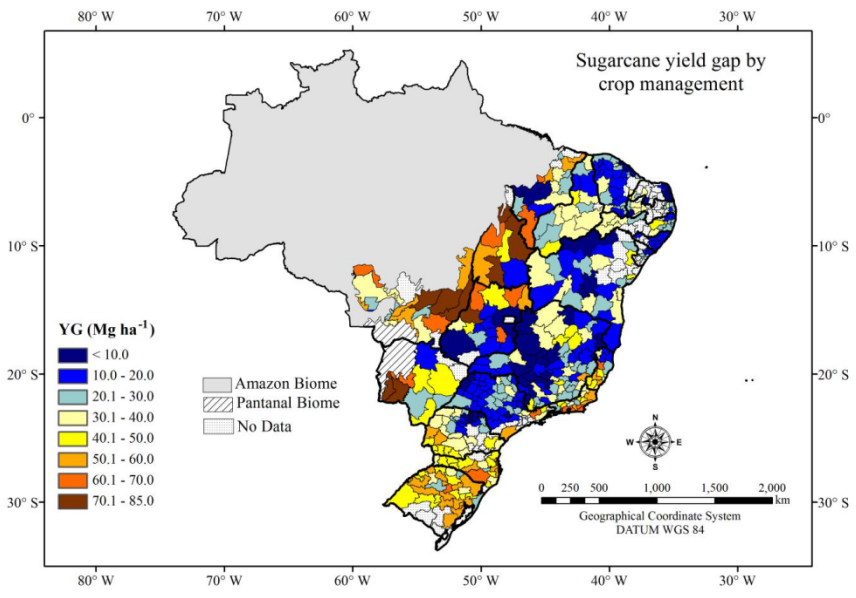 80° W 70° W 60° W 50° W 40° W 30° W
Sugarcane yield gap by
crop management
0° 0°
10° S 10° S
YG (Mg ha⁻¹)
< 10.0
10.0 - 20.0
20.1 - 30.0
30.1 - 40.0
40.1 - 50.0
50.1 - 60.0
60.1 - 70.0
70.1 - 85.0
Amazon Biome
Pantanal Biome
No Data
20° S 20° S
N
W E
S
0 250 500 1,000 1,500 2,000
km
Geographical Coordinate System
DATUM WGS 84
30° S 30° S
80° W 70° W 60° W 50° W 40° W 30° W